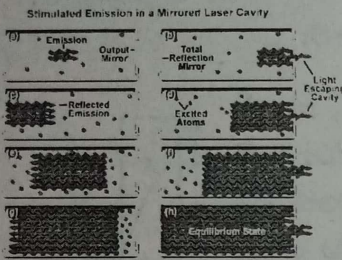 Stimulated Emission in a Mirrored Laser Cavity
(a)
Emission
Output
Mirror
(b)
Total
Reflection
Mirror
Light
Escaping
Cavity
Reflected
Emission
Excited
Atoms
(h)
Equilibrium State